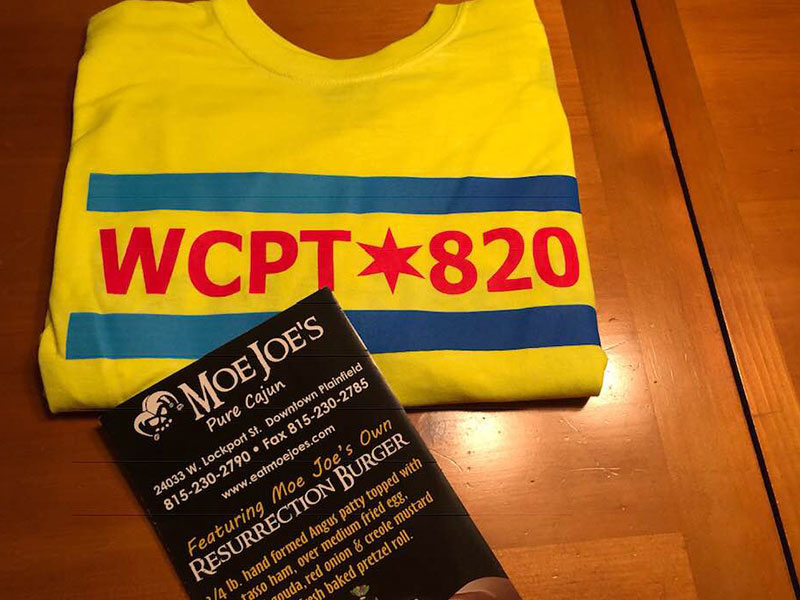 WCPT✶820
MOE JOE'S
Pure Cajun
24033 W. Lockport St. Downtown Plainfield
815-230-2790 • Fax 815-230-2785
www.eatmoejoes.com
Featuring Moe Joe's Own
RESURRECTION BURGER
/4 lb. hand formed Angus patty topped with
tasso ham, over medium fried egg,
gouda, red onion & creole mustard
fresh baked pretzel roll.